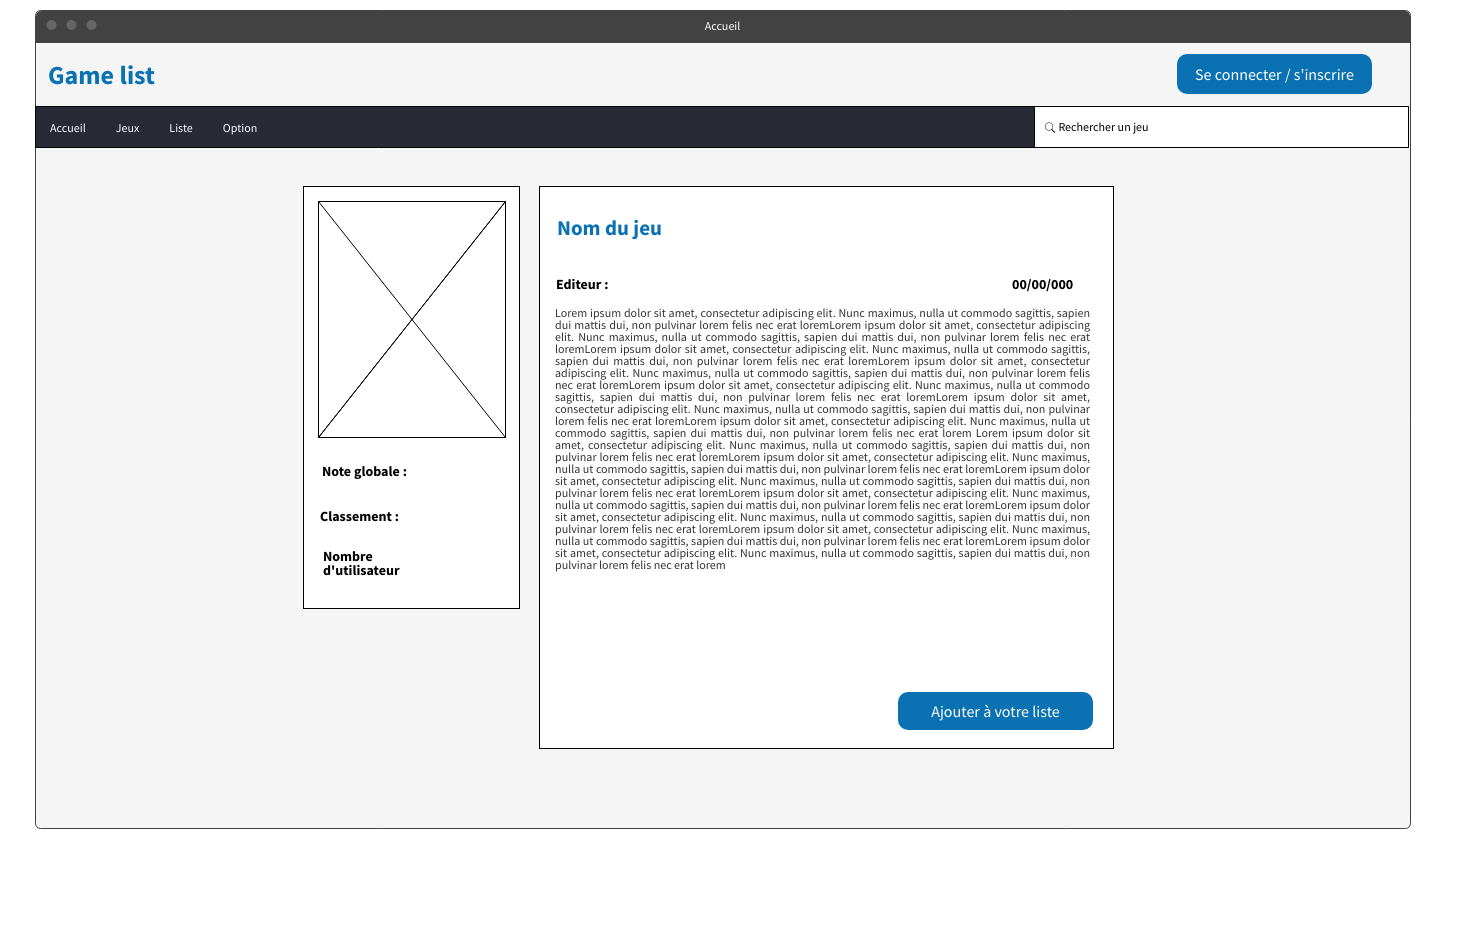 Accueil
Game list
Se connecter / s'inscrire
Accueil
Jeux
Liste
Option
Rechercher un jeu
Nom du jeu
Editeur :
00/00/000
Lorem ipsum dolor sit amet, consectetur adipiscing elit. Nunc maximus, nulla ut commodo sagittis, sapien
dui mattis dui, non pulvinar lorem felis nec erat loremLorem ipsum dolor sit amet, consectetur adipiscing
elit. Nunc maximus, nulla ut commodo sagittis, sapien dui mattis dui, non pulvinar lorem felis nec erat
loremLorem ipsum dolor sit amet, consectetur adipiscing elit. Nunc maximus, nulla ut commodo sagittis,
sapien dui mattis dui, non pulvinar lorem felis nec erat loremLorem ipsum dolor sit amet, consectetur
adipiscing elit. Nunc maximus, nulla ut commodo sagittis, sapien dui mattis dui, non pulvinar lorem felis
nec erat loremLorem ipsum dolor sit amet, consectetur adipiscing elit. Nunc maximus, nulla ut commodo
sagittis, sapien dui mattis dui, non pulvinar lorem felis nec erat loremLorem ipsum dolor sit amet,
consectetur adipiscing elit. Nunc maximus, nulla ut commodo sagittis, sapien dui mattis dui, non pulvinar
lorem felis nec erat loremLorem ipsum dolor sit amet, consectetur adipiscing elit. Nunc maximus, nulla ut
commodo sagittis, sapien dui mattis dui, non pulvinar lorem felis nec erat lorem Lorem ipsum dolor sit
amet, consectetur adipiscing elit. Nunc maximus, nulla ut commodo sagittis, sapien dui mattis dui, non
pulvinar lorem felis nec erat loremLorem ipsum dolor sit amet, consectetur adipiscing elit. Nunc maximus,
nulla ut commodo sagittis, sapien dui mattis dui, non pulvinar lorem felis nec erat loremLorem ipsum dolor
sit amet, consectetur adipiscing elit. Nunc maximus, nulla ut commodo sagittis, sapien dui mattis dui, non
pulvinar lorem felis nec erat loremLorem ipsum dolor sit amet, consectetur adipiscing elit. Nunc maximus,
nulla ut commodo sagittis, sapien dui mattis dui, non pulvinar lorem felis nec erat loremLorem ipsum dolor
sit amet, consectetur adipiscing elit. Nunc maximus, nulla ut commodo sagittis, sapien dui mattis dui, non
pulvinar lorem felis nec erat loremLorem ipsum dolor sit amet, consectetur adipiscing elit. Nunc maximus,
nulla ut commodo sagittis, sapien dui mattis dui, non pulvinar lorem felis nec erat loremLorem ipsum dolor
sit amet, consectetur adipiscing elit. Nunc maximus, nulla ut commodo sagittis, sapien dui mattis dui, non
pulvinar lorem felis nec erat lorem
Note globale :
Classement :
Nombre
d'utilisateur
Ajouter à votre liste